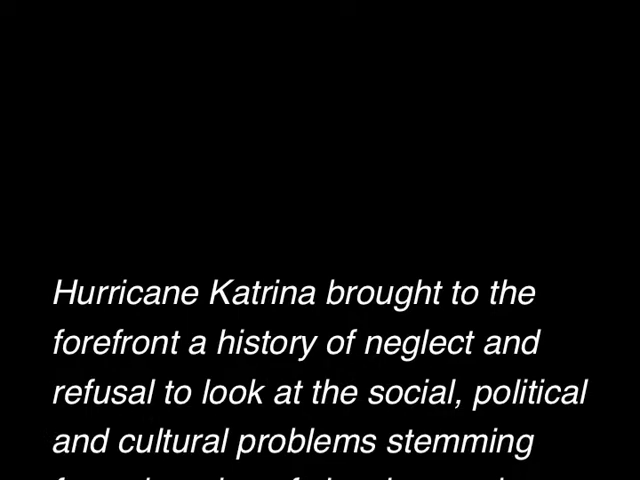 Hurricane Katrina brought to the
forefront a history of neglect and
refusal to look at the social, political
and cultural problems stemming